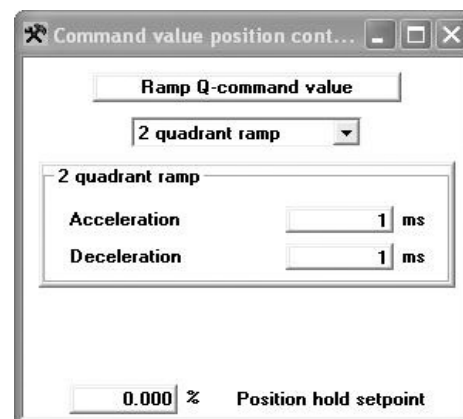 Command value position cont...
Ramp Q-command value
2 quadrant ramp
2 quadrant ramp
Acceleration 1 ms
Deceleration 1 ms
0.000 % Position hold setpoint